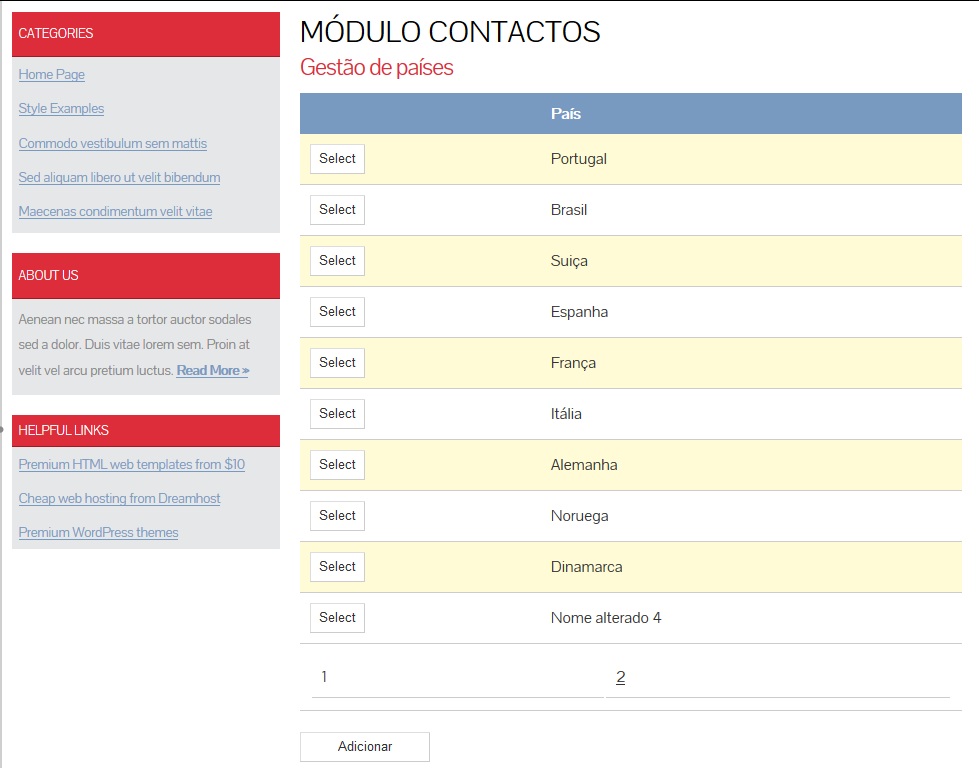 CATEGORIES
Home Page
Style Examples
Commodo vestibulum sem mattis
Sed aliquam libero ut velit bibendum
Maecenas condimentum velit vitae
ABOUT US
Aenean nec massa a tortor auctor sodales
sed a dolor. Duis vitae lorem sem. Proin at
velit vel arcu pretium luctus. Read More »
HELPFUL LINKS
Premium HTML web templates from $10
Cheap web hosting from Dreamhost
Premium WordPress themes
MÓDULO CONTACTOS
Gestão de países
País
Select Portugal
Select Brasil
Select Suiça
Select Espanha
Select França
Select Itália
Select Alemanha
Select Noruega
Select Dinamarca
Select Nome alterado 4
1 2
Adicionar